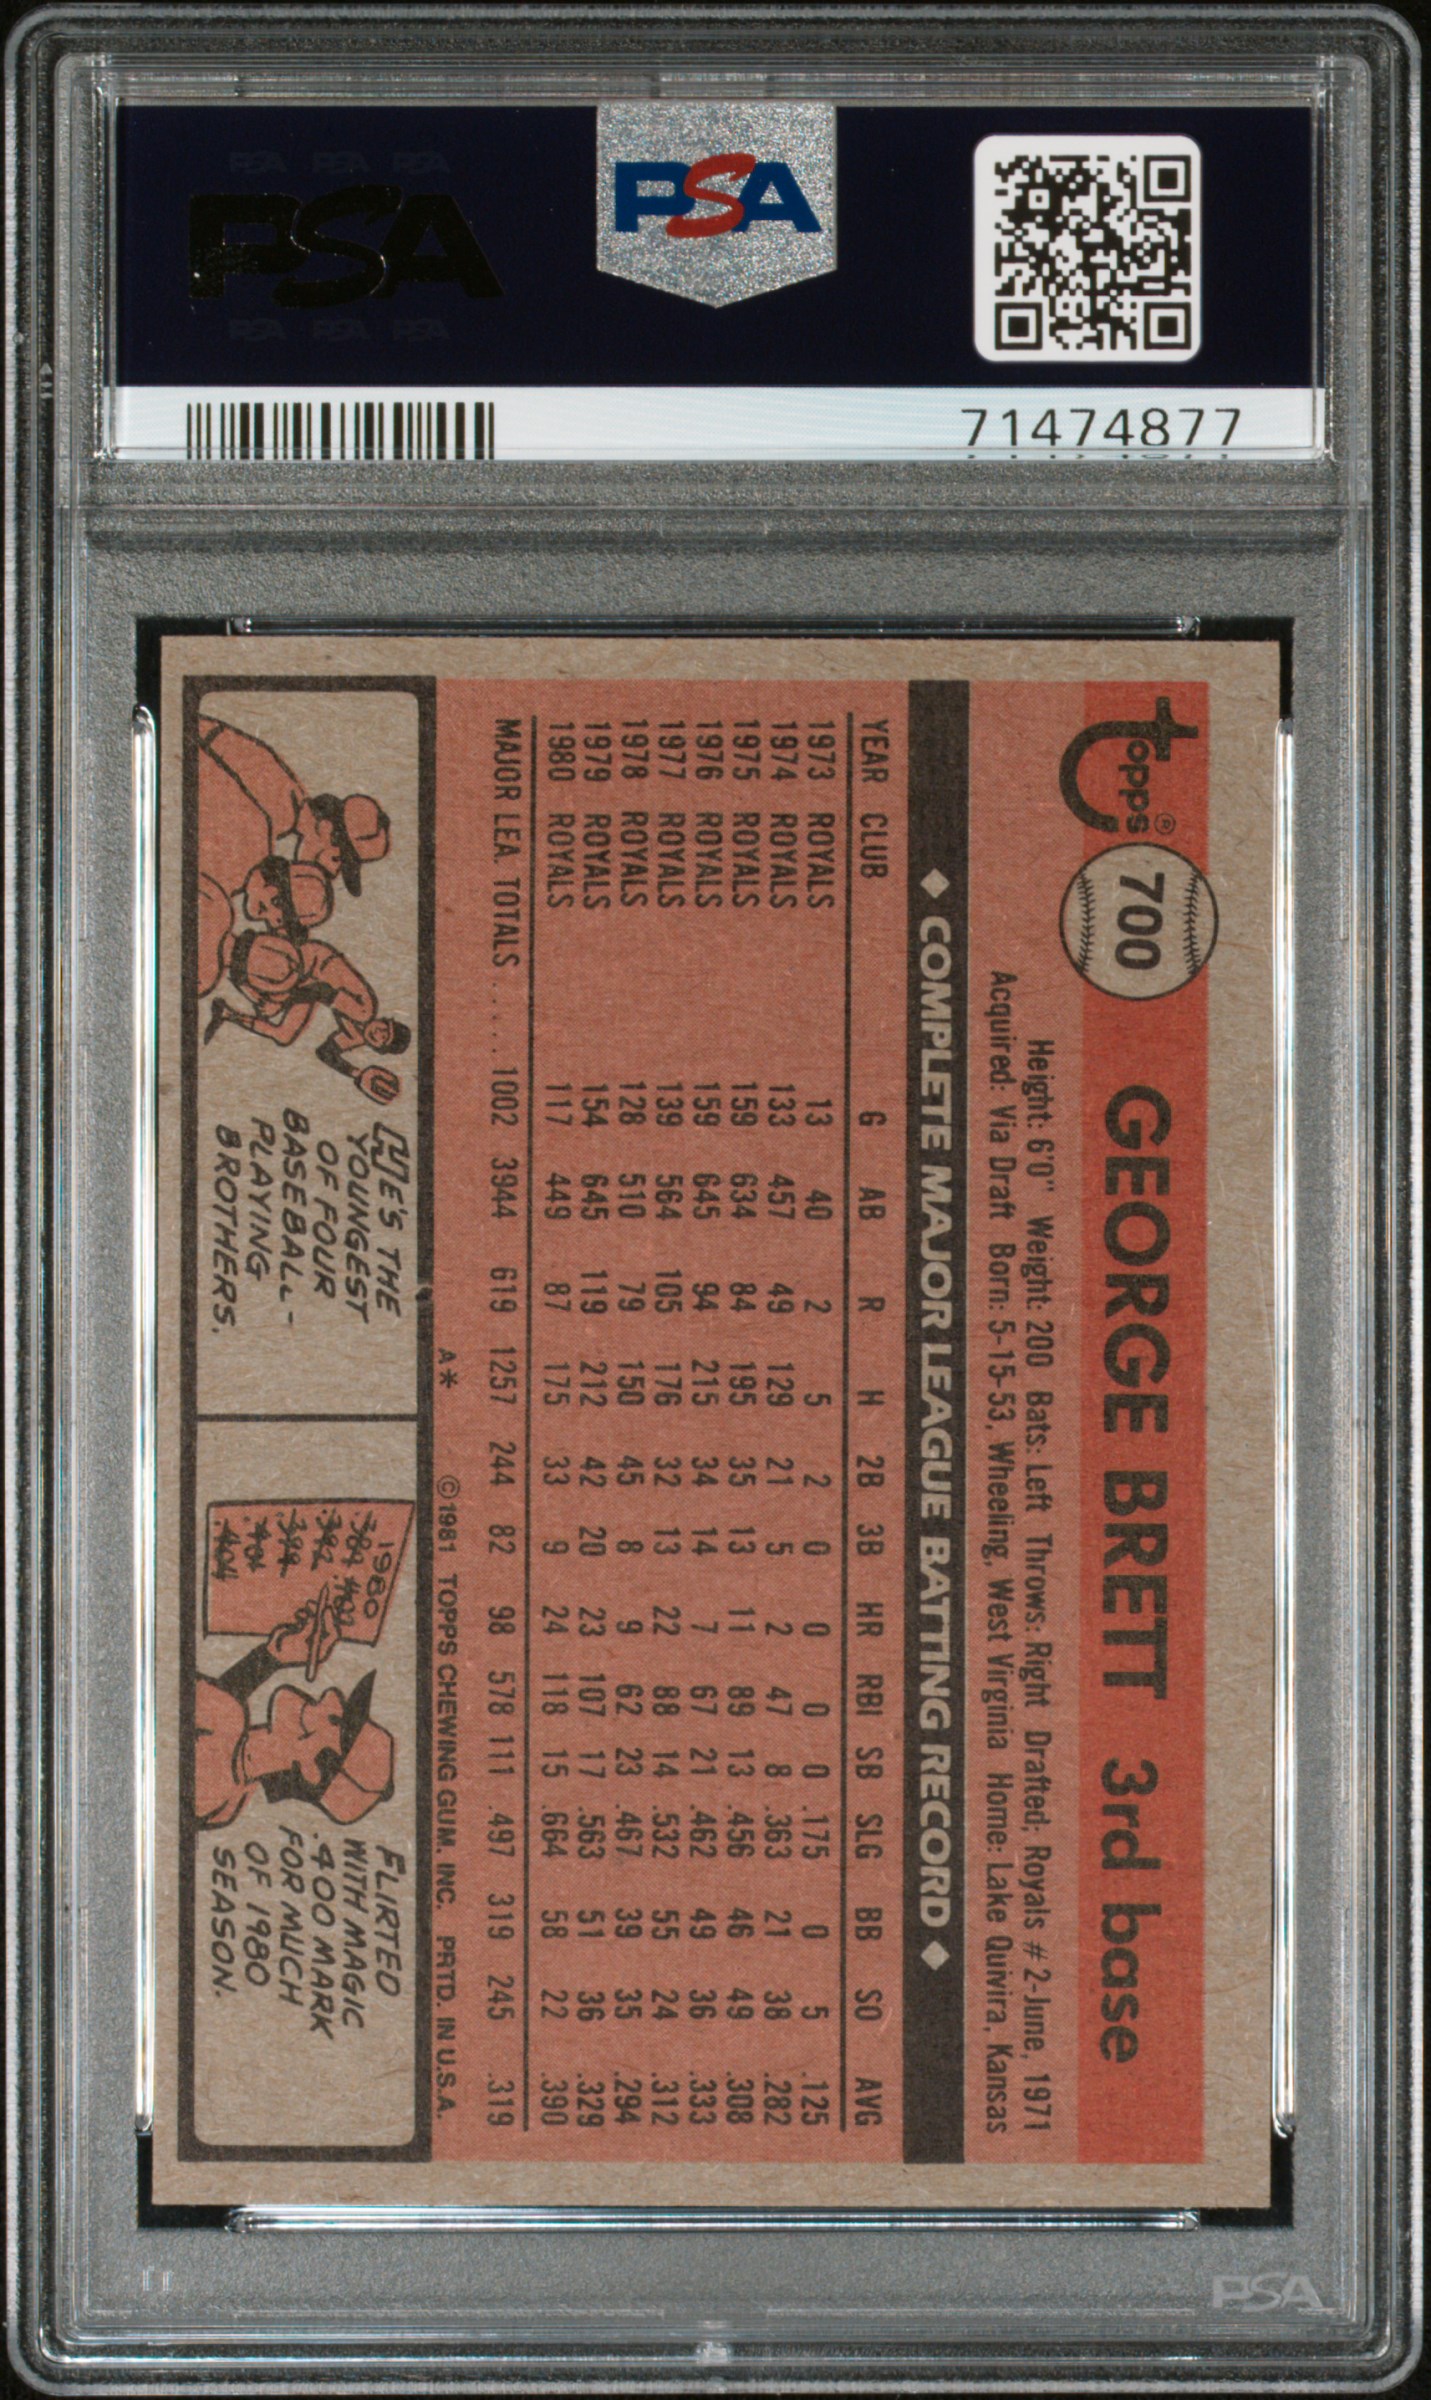 PSA PSA PSA
PSA
PSA PSA PSA
PSA
71474877
topps®
700
GEORGE BRETT 3rd base
Height: 6'0" Weight: 200 Bats: Left Throws: Right Drafted: Royals #2-June, 1971
Acquired: Via Draft Born: 5-15-53, Wheeling, West Virginia Home: Lake Quivira, Kansas
◆ COMPLETE MAJOR LEAGUE BATTING RECORD ◆
YEAR CLUB G AB R H 2B 3B HR RBI SB SLG BB SO AVG
1973 ROYALS 13 40 2 5 2 0 0 0 0 .175 0 5 .125
1974 ROYALS 133 457 49 129 21 5 2 47 8 .363 21 38 .282
1975 ROYALS 159 634 84 195 35 13 11 89 13 .456 46 49 .308
1976 ROYALS 159 645 94 215 34 14 7 67 21 .462 49 36 .333
1977 ROYALS 139 564 105 176 32 13 22 88 14 .532 55 24 .312
1978 ROYALS 128 510 79 150 45 8 9 62 23 .467 39 35 .294
1979 ROYALS 154 645 119 212 42 20 23 107 17 .563 51 36 .329
1980 ROYALS 117 449 87 175 33 9 24 118 15 .664 58 22 .390
MAJOR LEA. TOTALS ..... 1002 3944 619 1257 244 82 98 578 111 .497 319 245 .319
A* ©1981 TOPPS CHEWING GUM, INC. PRTD. IN U.S.A.
HE'S THE
YOUNGEST
OF FOUR
BASEBALL-
PLAYING
BROTHERS.
1980
.389 .402
.392
.399
.401
.404
FLIRTED
WITH MAGIC
.400 MARK
FOR MUCH
OF 1980
SEASON.
PSA